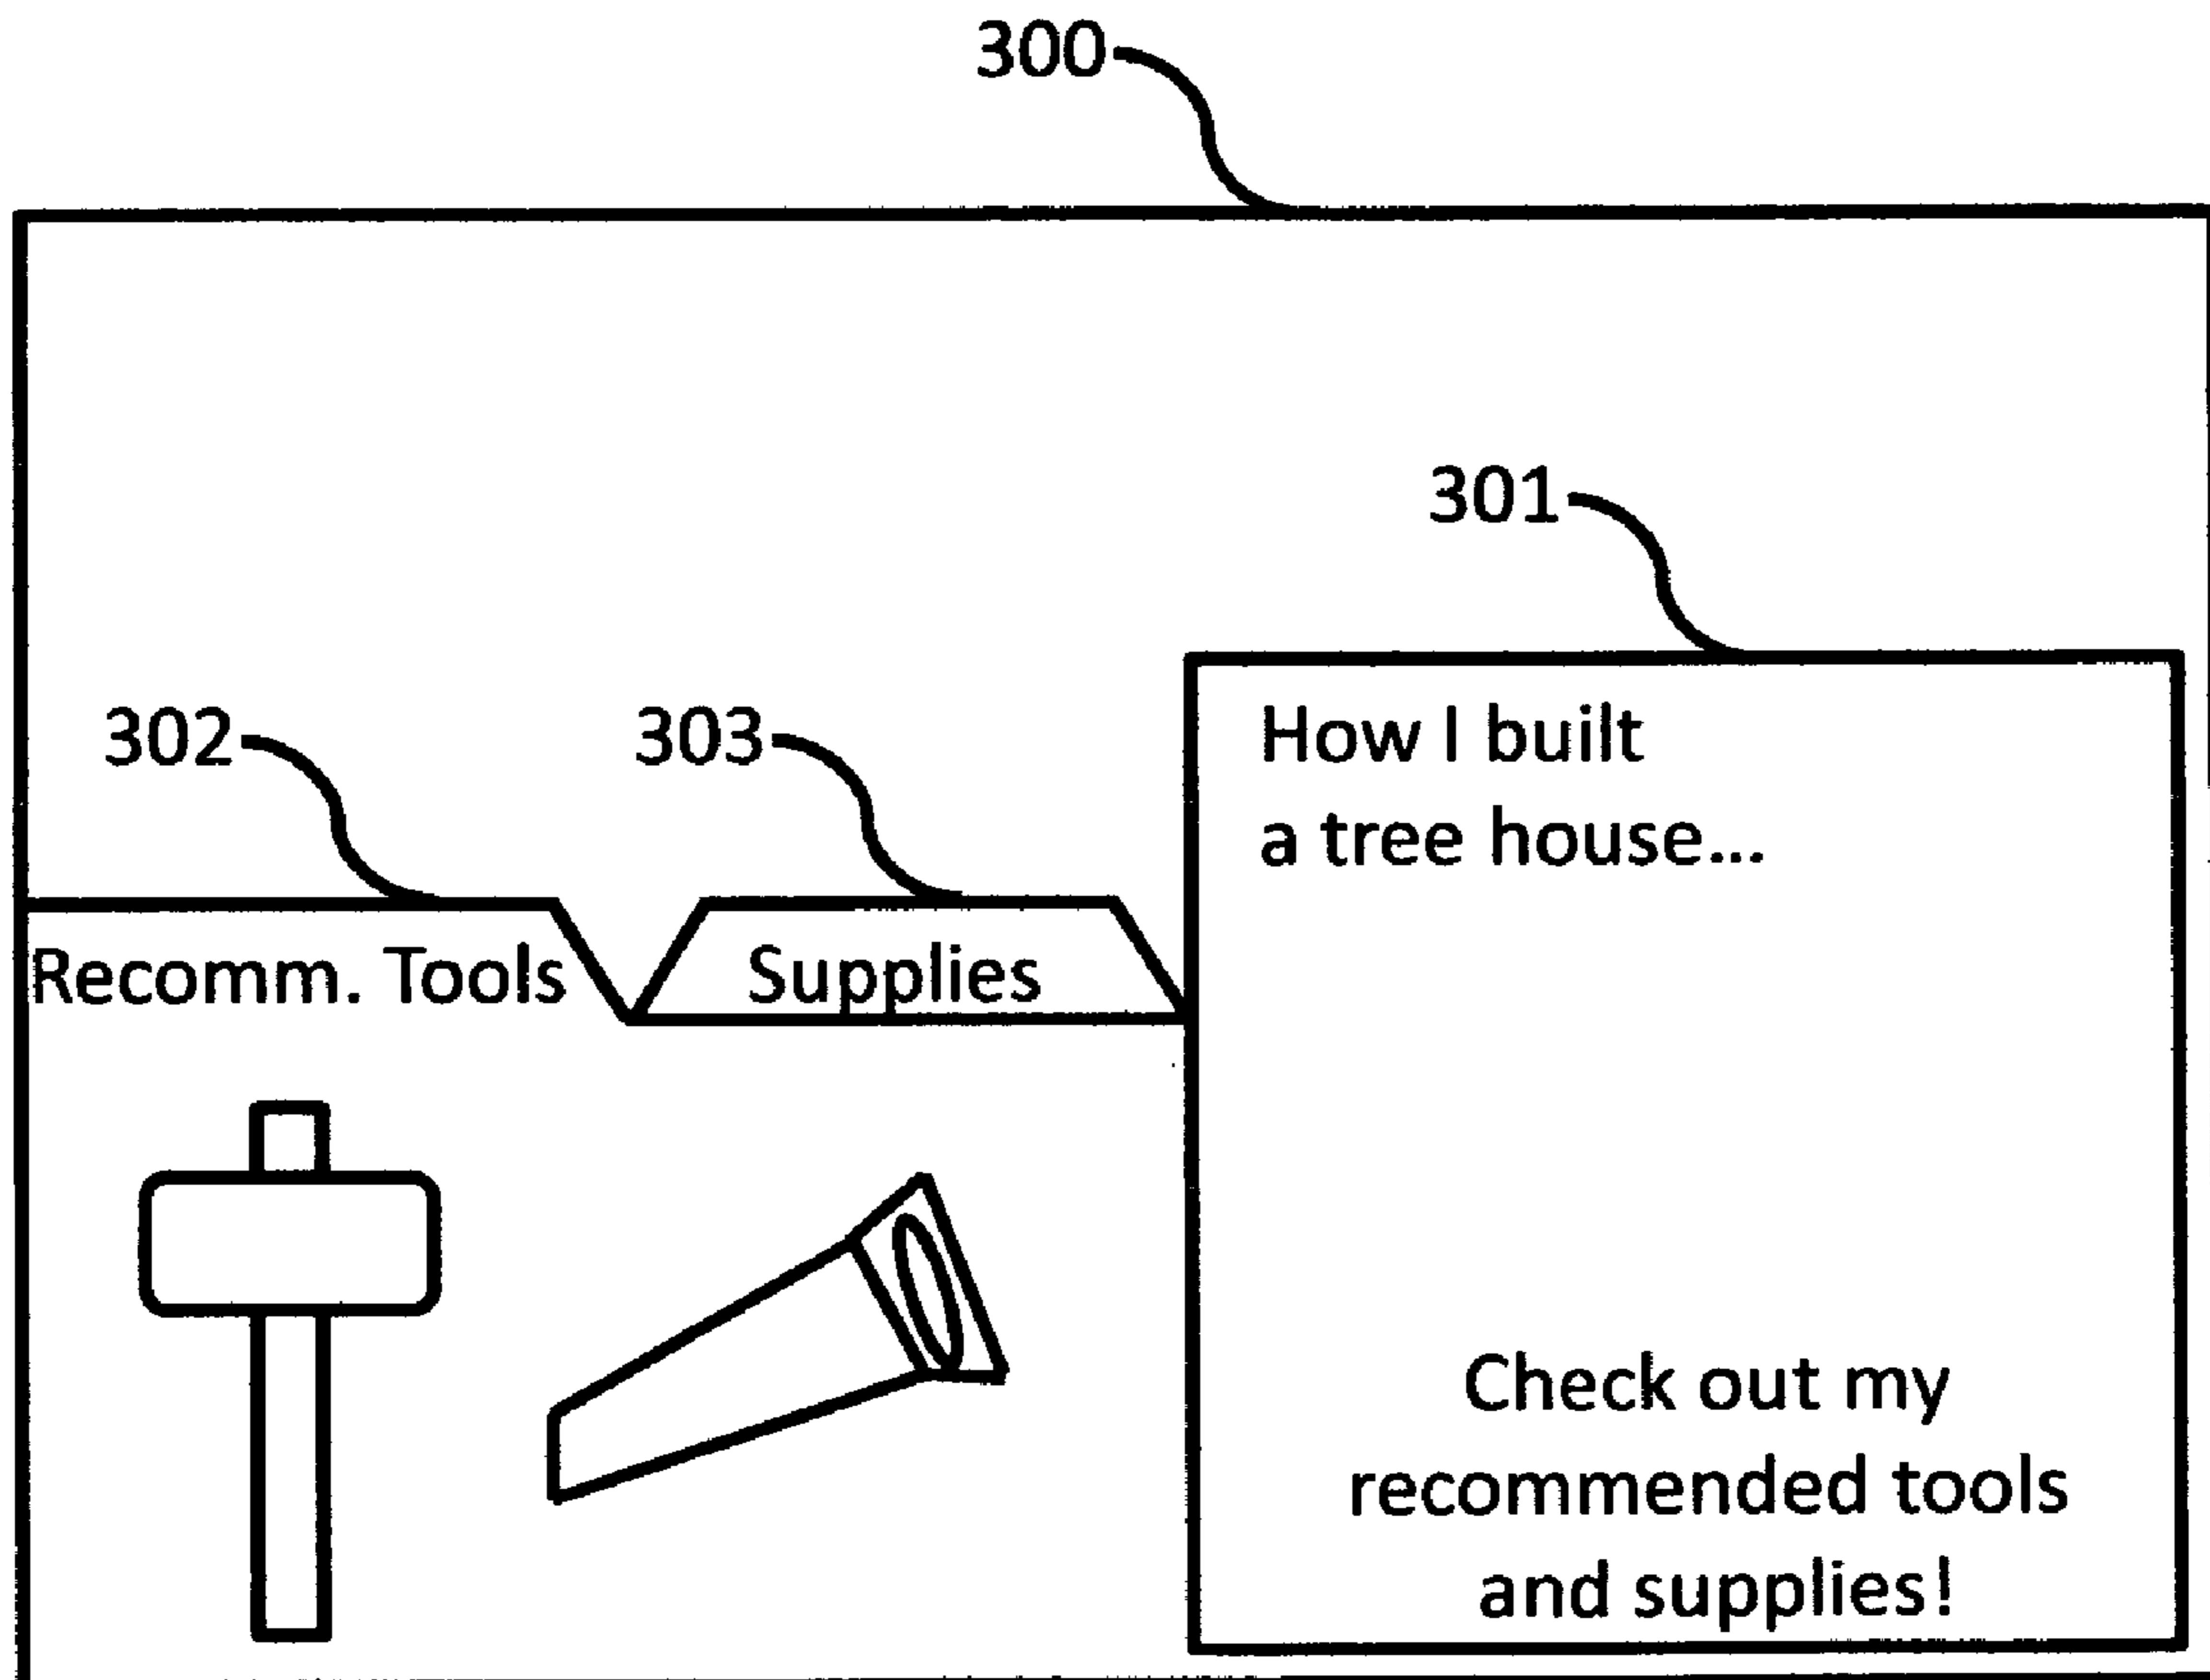 300
301
302
303
How I built
a tree house...
Recomm. Tools
Supplies
Check out my
recommended tools
and supplies!